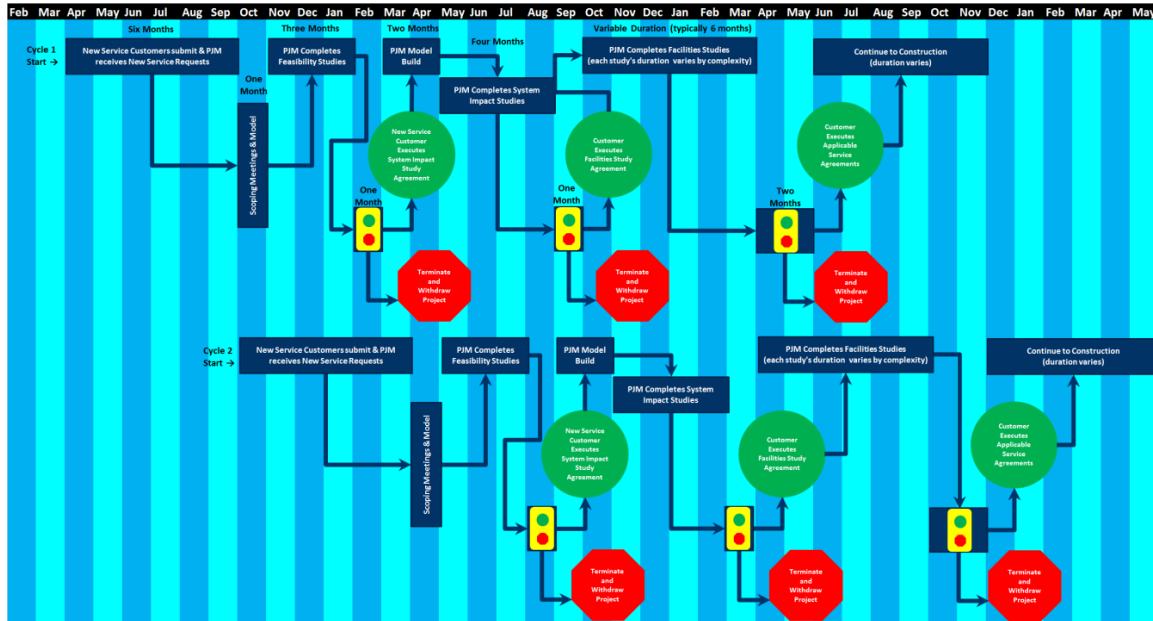 Feb Mar Apr May Jun Jul Aug Sep Oct Nov Dec Jan Feb Mar Apr May Jun Jul Aug Sep Oct Nov Dec Jan Feb Mar Apr May Jun Jul Aug Sep Oct Nov Dec Jan Feb Mar Apr May
Six Months
Three Months
Two Months
Variable Duration (typically 6 months)
Cycle 1
Start →
New Service Customers submit & PJM
receives New Service Requests
PJM Completes
Feasibility Studies
PJM Model
Build
Four Months
PJM Completes Facilities Studies
(each study's duration varies by complexity)
Continue to Construction
(duration varies)
One
Month
Scoping Meetings & Model
PJM Completes System
Impact Studies
New Service
Customer
Executes
System Impact
Study
Agreement
Customer
Executes
Facilities Study
Agreement
Customer
Executes
Applicable
Service
Agreements
One
Month
One
Month
Two
Months
Terminate
and
Withdraw
Project
Terminate
and
Withdraw
Project
Terminate
and
Withdraw
Project
Cycle 2
Start →
New Service Customers submit & PJM
receives New Service Requests
PJM Completes
Feasibility Studies
PJM Model
Build
PJM Completes Facilities Studies
(each study's duration varies by complexity)
Continue to Construction
(duration varies)
Scoping Meetings & Model
PJM Completes System
Impact Studies
New Service
Customer
Executes
System Impact
Study
Agreement
Customer
Executes
Facilities Study
Agreement
Customer
Executes
Applicable
Service
Agreements
Terminate
and
Withdraw
Project
Terminate
and
Withdraw
Project
Terminate
and
Withdraw
Project